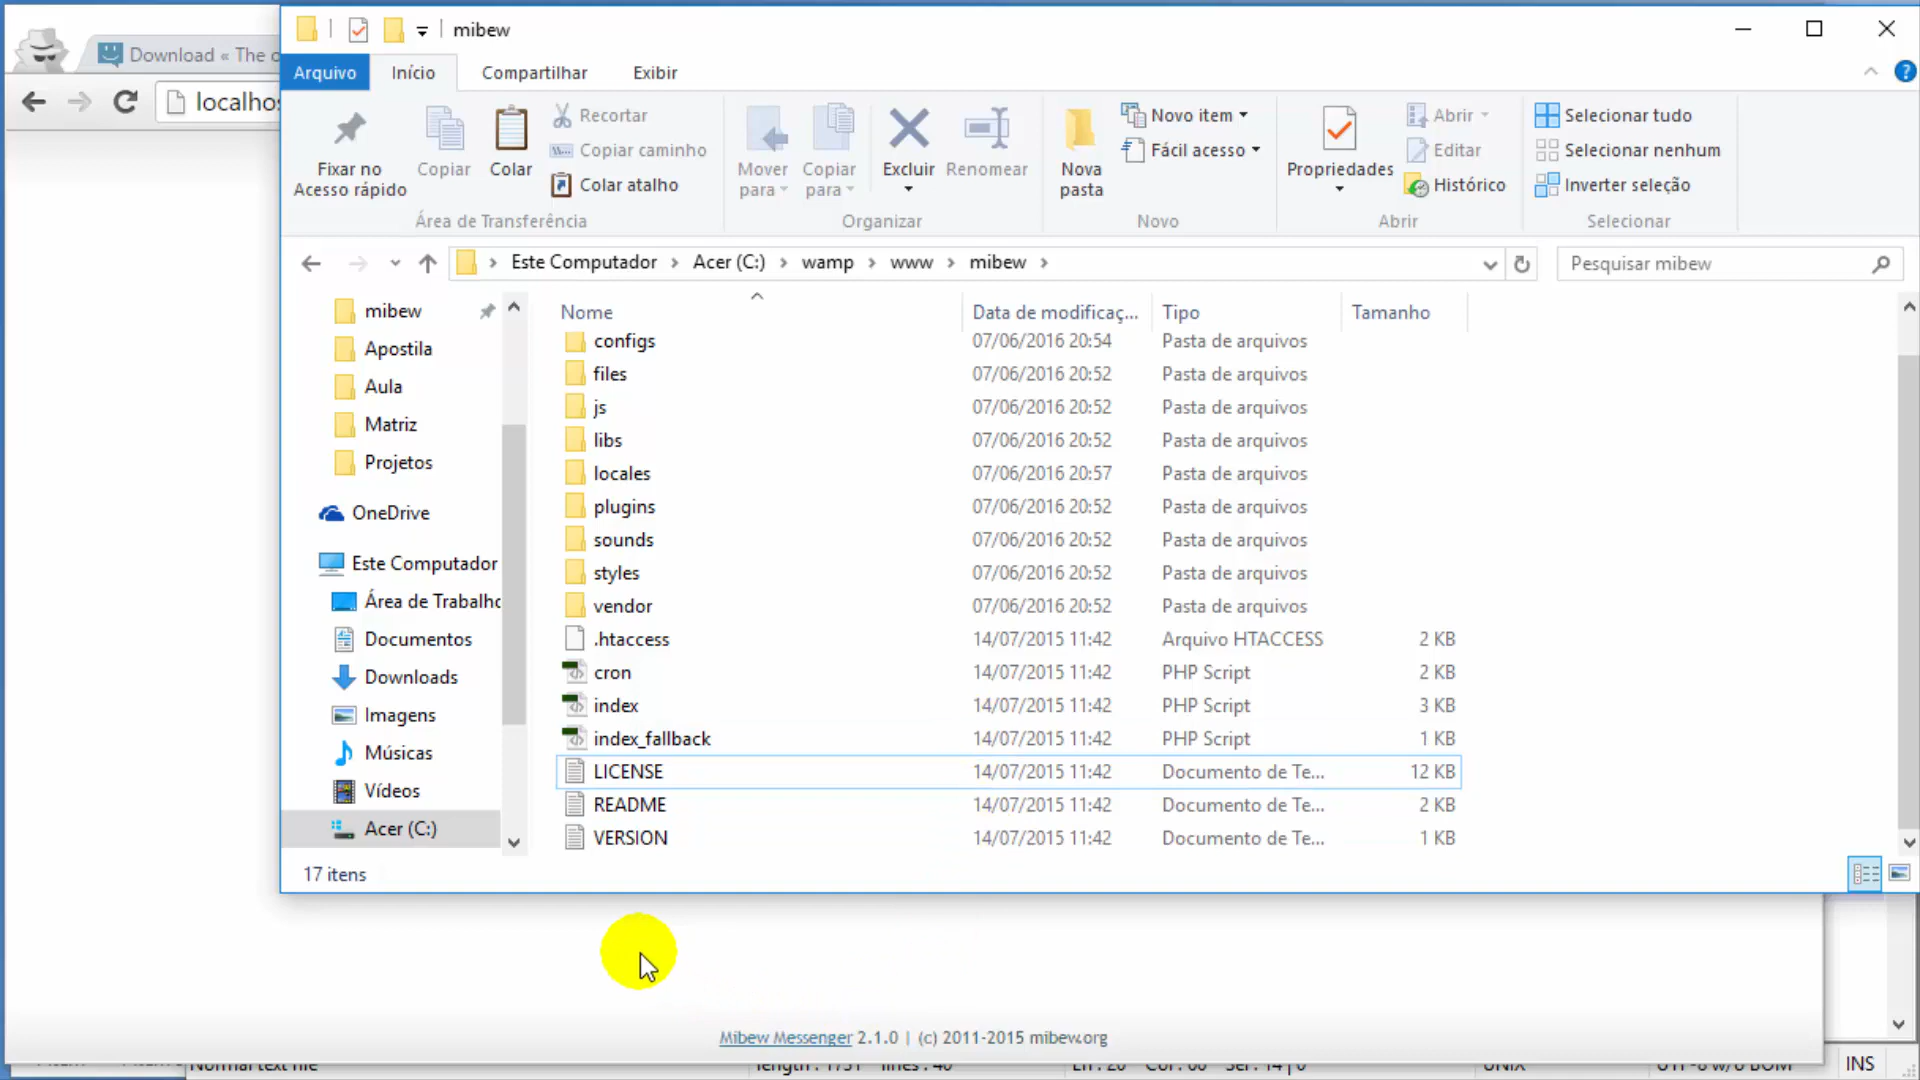 mibew
Download « The o
localhos
Arquivo Início Compartilhar Exibir
Fixar no
Acesso rápido
Copiar
Colar
Recortar
Copiar caminho
Colar atalho
Mover
para
Copiar
para
Excluir
Renomear
Nova
pasta
Novo item
Fácil acesso
Propriedades
Abrir
Editar
Histórico
Selecionar tudo
Selecionar nenhum
Inverter seleção
Área de Transferência Organizar Novo Abrir Selecionar
Este Computador Acer (C:) wamp www mibew
Pesquisar mibew
mibew
Apostila
Aula
Matriz
Projetos
OneDrive
Este Computador
Área de Trabalho
Documentos
Downloads
Imagens
Músicas
Vídeos
Acer (C:)
Nome Data de modificaç... Tipo Tamanho
configs 07/06/2016 20:54 Pasta de arquivos
files 07/06/2016 20:52 Pasta de arquivos
js 07/06/2016 20:52 Pasta de arquivos
libs 07/06/2016 20:52 Pasta de arquivos
locales 07/06/2016 20:57 Pasta de arquivos
plugins 07/06/2016 20:52 Pasta de arquivos
sounds 07/06/2016 20:52 Pasta de arquivos
styles 07/06/2016 20:52 Pasta de arquivos
vendor 07/06/2016 20:52 Pasta de arquivos
.htaccess 14/07/2015 11:42 Arquivo HTACCESS 2 KB
cron 14/07/2015 11:42 PHP Script 2 KB
index 14/07/2015 11:42 PHP Script 3 KB
index_fallback 14/07/2015 11:42 PHP Script 1 KB
LICENSE 14/07/2015 11:42 Documento de Te... 12 KB
README 14/07/2015 11:42 Documento de Te... 2 KB
VERSION 14/07/2015 11:42 Documento de Te... 1 KB
17 itens
Mibew Messenger 2.1.0 | (c) 2011-2015 mibew.org
Normal text file INS